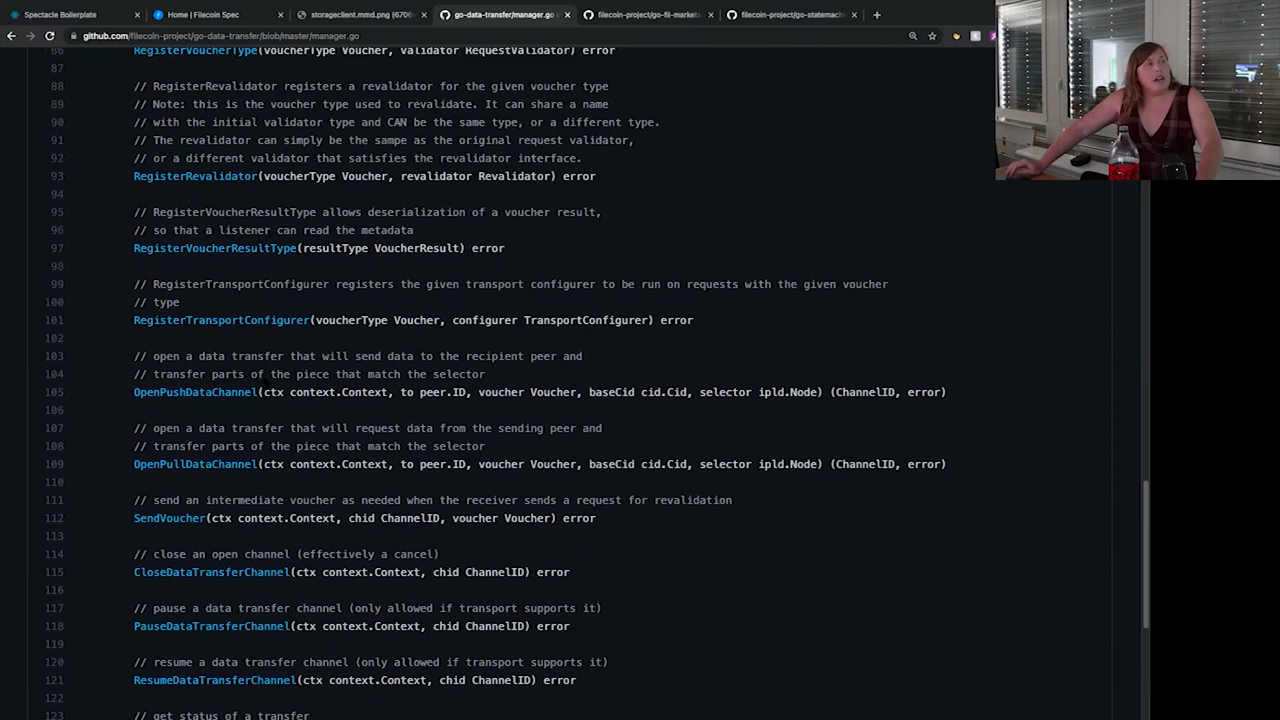 Spectacle Boilerplate
Home | Filecoin Spec
storageclient.mmd.png (6706
go-data-transfer/manager.go
filecoin-project/go-fil-market
filecoin-project/go-statemach
github.com/filecoin-project/go-data-transfer/blob/master/manager.go
86 RegisterVoucherType(voucherType Voucher, validator RequestValidator) error
87
88 // RegisterRevalidator registers a revalidator for the given voucher type
89 // Note: this is the voucher type used to revalidate. It can share a name
90 // with the initial validator type and CAN be the same type, or a different type.
91 // The revalidator can simply be the sampe as the original request validator,
92 // or a different validator that satisfies the revalidator interface.
93 RegisterRevalidator(voucherType Voucher, revalidator Revalidator) error
94
95 // RegisterVoucherResultType allows deserialization of a voucher result,
96 // so that a listener can read the metadata
97 RegisterVoucherResultType(resultType VoucherResult) error
98
99 // RegisterTransportConfigurer registers the given transport configurer to be run on requests with the given voucher
100 // type
101 RegisterTransportConfigurer(voucherType Voucher, configurer TransportConfigurer) error
102
103 // open a data transfer that will send data to the recipient peer and
104 // transfer parts of the piece that match the selector
105 OpenPushDataChannel(ctx context.Context, to peer.ID, voucher Voucher, baseCid cid.Cid, selector ipld.Node) (ChannelID, error)
106
107 // open a data transfer that will request data from the sending peer and
108 // transfer parts of the piece that match the selector
109 OpenPullDataChannel(ctx context.Context, to peer.ID, voucher Voucher, baseCid cid.Cid, selector ipld.Node) (ChannelID, error)
110
111 // send an intermediate voucher as needed when the receiver sends a request for revalidation
112 SendVoucher(ctx context.Context, chid ChannelID, voucher Voucher) error
113
114 // close an open channel (effectively a cancel)
115 CloseDataTransferChannel(ctx context.Context, chid ChannelID) error
116
117 // pause a data transfer channel (only allowed if transport supports it)
118 PauseDataTransferChannel(ctx context.Context, chid ChannelID) error
119
120 // resume a data transfer channel (only allowed if transport supports it)
121 ResumeDataTransferChannel(ctx context.Context, chid ChannelID) error
122
123 // get status of a transfer